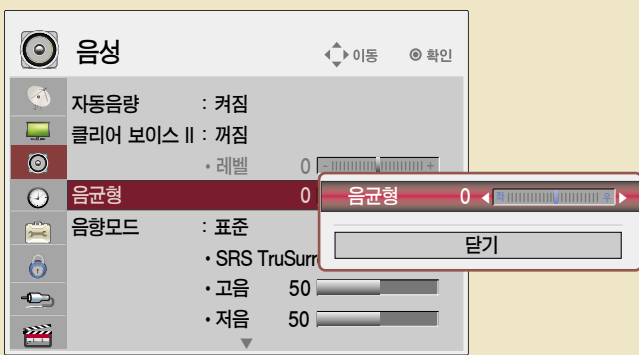 음성 이동 확인
자동음량 : 켜짐
클리어 보이스 II : 꺼짐
• 레벨 0 - +
음균형 0
음균형 0 좌 우
닫기
음향모드 : 표준
• SRS TruSurr
• 고음 50
• 저음 50